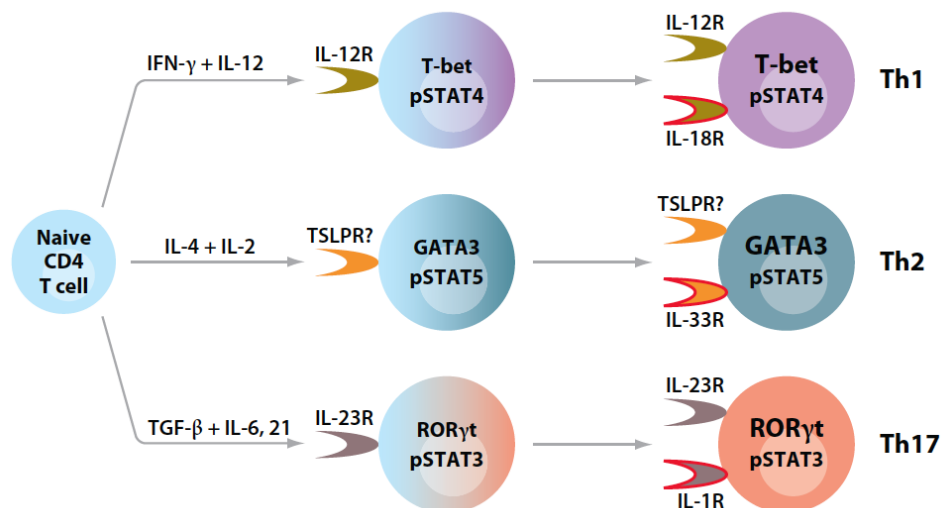 IFN-γ + IL-12
IL-12R
T-bet
pSTAT4
IL-12R
T-bet
pSTAT4
IL-18R
Th1
Naive
CD4
T cell
IL-4 + IL-2
TSLPR?
GATA3
pSTAT5
TSLPR?
GATA3
pSTAT5
IL-33R
Th2
TGF-β + IL-6, 21
IL-23R
RORγt
pSTAT3
IL-23R
RORγt
pSTAT3
IL-1R
Th17